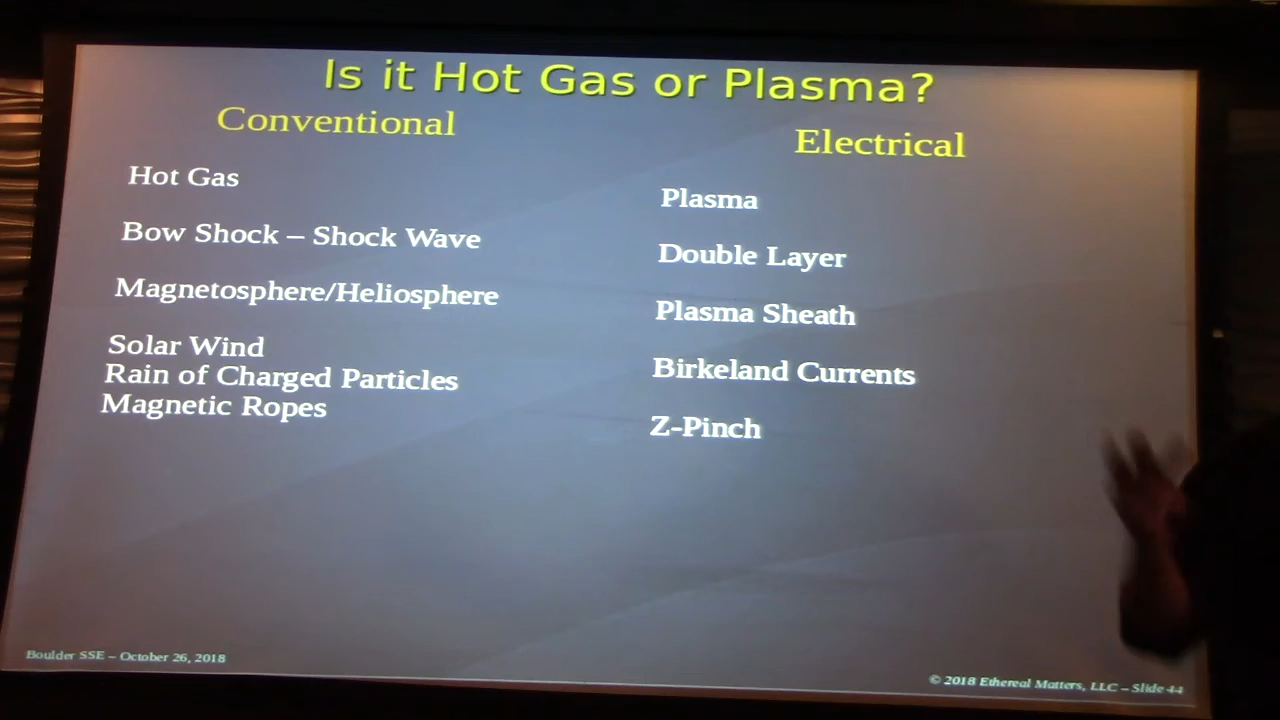 Is it Hot Gas or Plasma?
Conventional
Hot Gas
Bow Shock – Shock Wave
Magnetosphere/Heliosphere
Solar Wind
Rain of Charged Particles
Magnetic Ropes
Electrical
Plasma
Double Layer
Plasma Sheath
Birkeland Currents
Z-Pinch
Boulder SSE – October 26, 2018
© 2018 Ethereal Matters, LLC – Slide 44